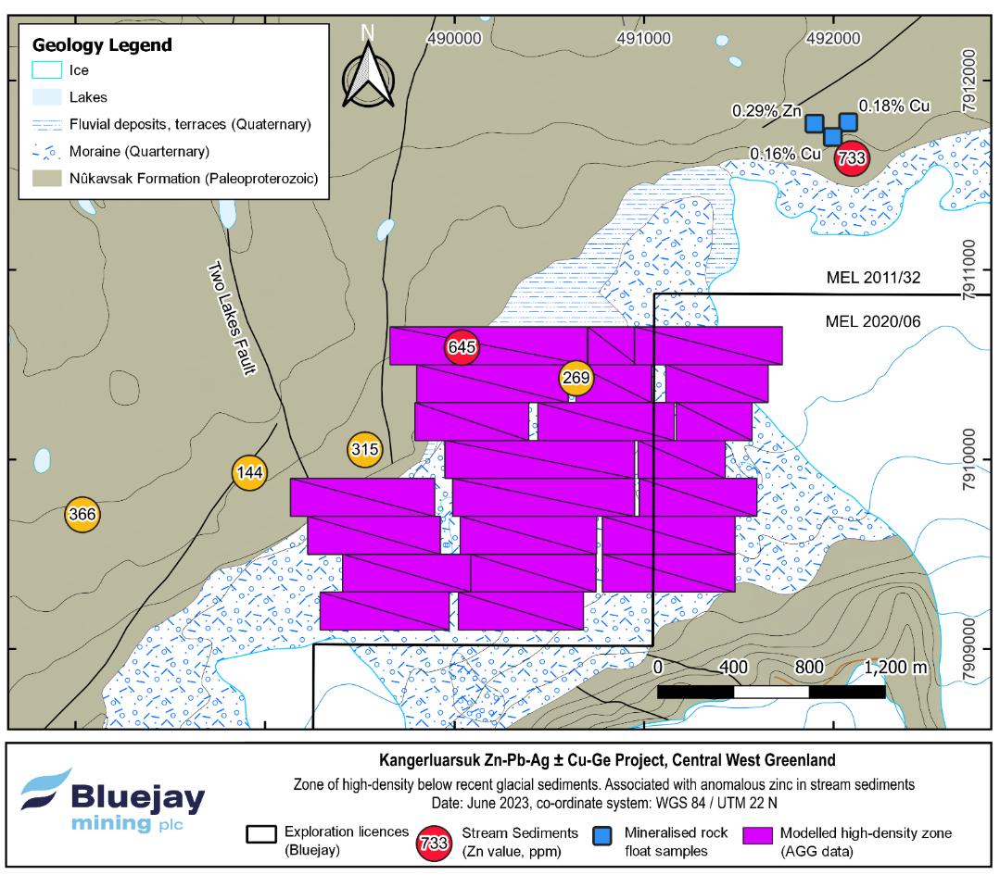 Geology Legend
Ice
Lakes
Fluvial deposits, terraces (Quaternary)
Moraine (Quarternary)
Nûkavsak Formation (Paleoproterozoic)
N
490000
491000
492000
7912000
7911000
7910000
7909000
0.29% Zn
0.18% Cu
0.16% Cu
733
MEL 2011/32
MEL 2020/06
Two Lakes Fault
645
269
315
144
366
0 400 800 1,200 m
Bluejay
mining plc
Kangerluarsuk Zn-Pb-Ag ± Cu-Ge Project, Central West Greenland
Zone of high-density below recent glacial sediments. Associated with anomalous zinc in stream sediments
Date: June 2023, co-ordinate system: WGS 84 / UTM 22 N
Exploration licences
(Bluejay)
733
Stream Sediments
(Zn value, ppm)
Mineralised rock
float samples
Modelled high-density zone
(AGG data)